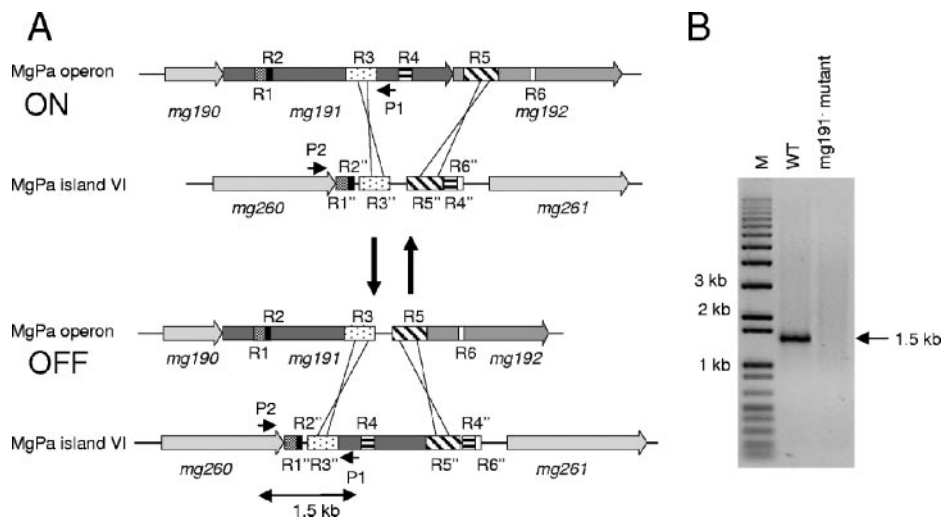 A
R2 R3 R4 R5
MgPa operon
R1 R6
ON
mg190 mg191 P1 mg192
P2
R2" R6"
MgPa island VI
R1" R3" R5" R4"
mg260 mg261
R2 R3 R5
MgPa operon
R1 R6
mg190 mg191 mg192
OFF
P2
R2" R4 R4"
MgPa island VI
R1" R3" R5" R6"
mg260 P1 mg261
1.5 kb
B
M
WT
mg191⁻ mutant
3 kb
2 kb
1.5 kb
1 kb